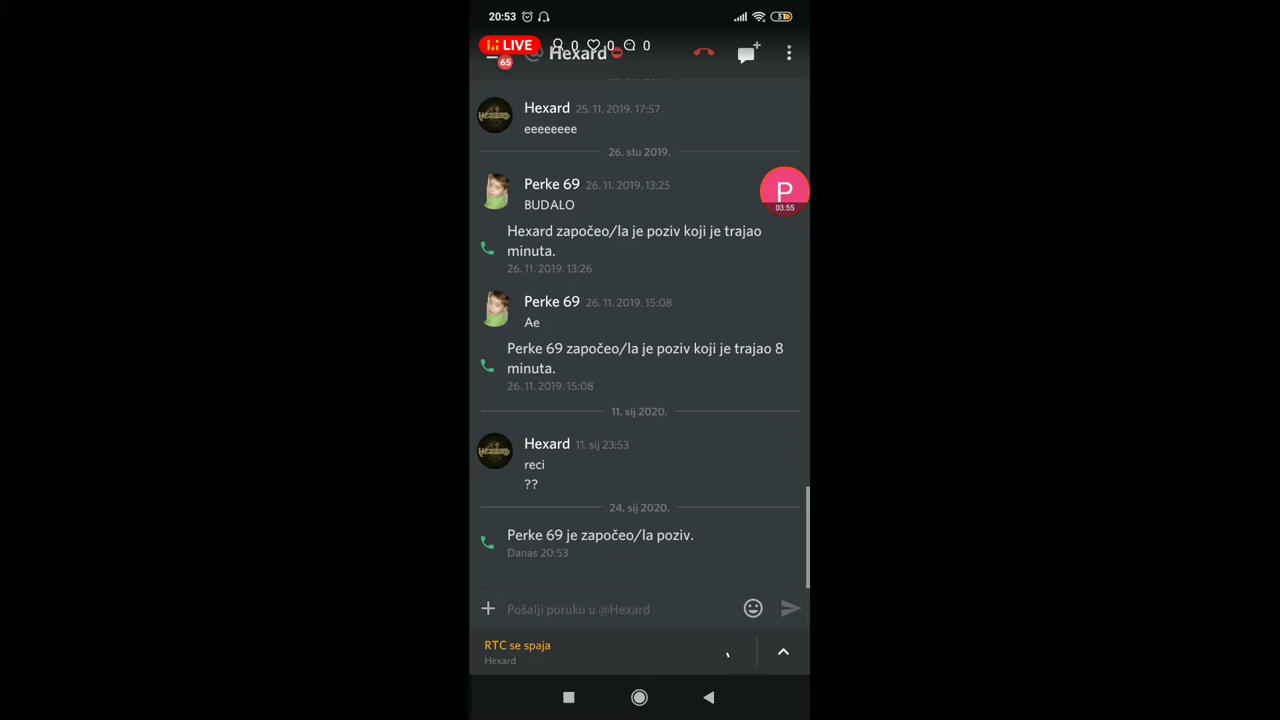 20:53
31
LIVE
0 0 0
65
@ Hexard
Hexard 25. 11. 2019. 17:57
eeeeeeee
26. stu 2019.
Perke 69 26. 11. 2019. 13:25
BUDALO
P
03:55
Hexard započeo/la je poziv koji je trajao
minuta.
26. 11. 2019. 13:26
Perke 69 26. 11. 2019. 15:08
Ae
Perke 69 započeo/la je poziv koji je trajao 8
minuta.
26. 11. 2019. 15:08
11. sij 2020.
Hexard 11. sij 23:53
reci
??
24. sij 2020.
Perke 69 je započeo/la poziv.
Danas 20:53
Pošalji poruku u @Hexard
RTC se spaja
Hexard